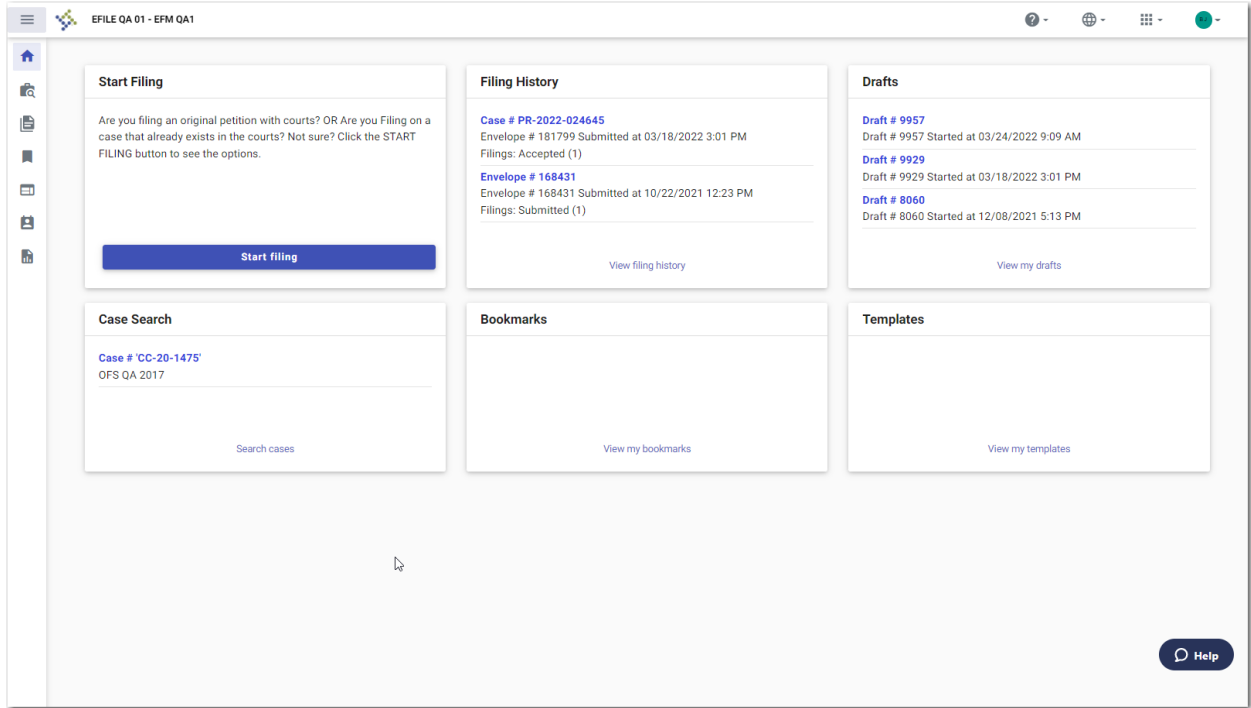 EFILE QA 01 - EFM QA1
Start Filing
Are you filing an original petition with courts? OR Are you Filing on a
case that already exists in the courts? Not sure? Click the START
FILING button to see the options.
Start filing
Filing History
Case # PR-2022-024645
Envelope # 181799 Submitted at 03/18/2022 3:01 PM
Filings: Accepted (1)
Envelope # 168431
Envelope # 168431 Submitted at 10/22/2021 12:23 PM
Filings: Submitted (1)
View filing history
Drafts
Draft # 9957
Draft # 9957 Started at 03/24/2022 9:09 AM
Draft # 9929
Draft # 9929 Started at 03/18/2022 3:01 PM
Draft # 8060
Draft # 8060 Started at 12/08/2021 5:13 PM
View my drafts
Case Search
Case # 'CC-20-1475'
OFS QA 2017
Search cases
Bookmarks
View my bookmarks
Templates
View my templates
Help